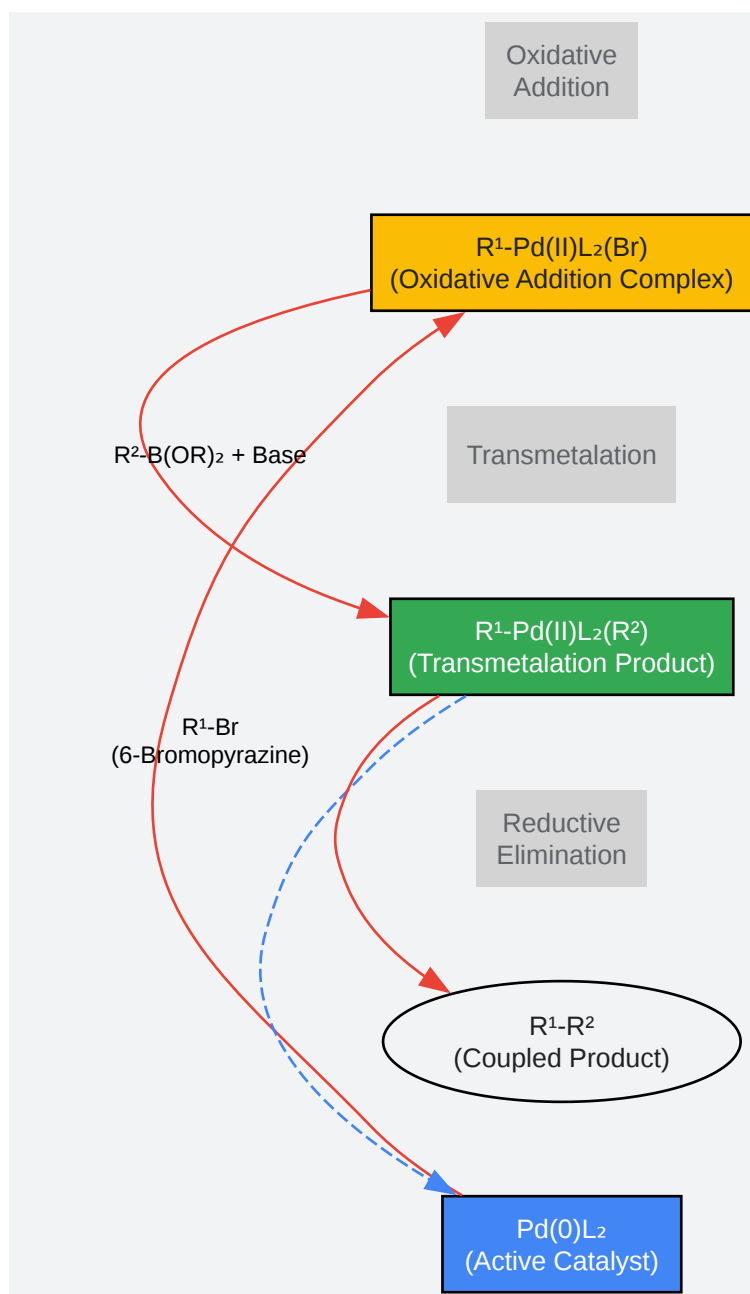 Oxidative
Addition
R¹-Pd(II)L₂(Br)
(Oxidative Addition Complex)
R²-B(OR)₂ + Base
Transmetalation
R¹-Pd(II)L₂(R²)
(Transmetalation Product)
R¹-Br
(6-Bromopyrazine)
Reductive
Elimination
R¹-R²
(Coupled Product)
Pd(0)L₂
(Active Catalyst)